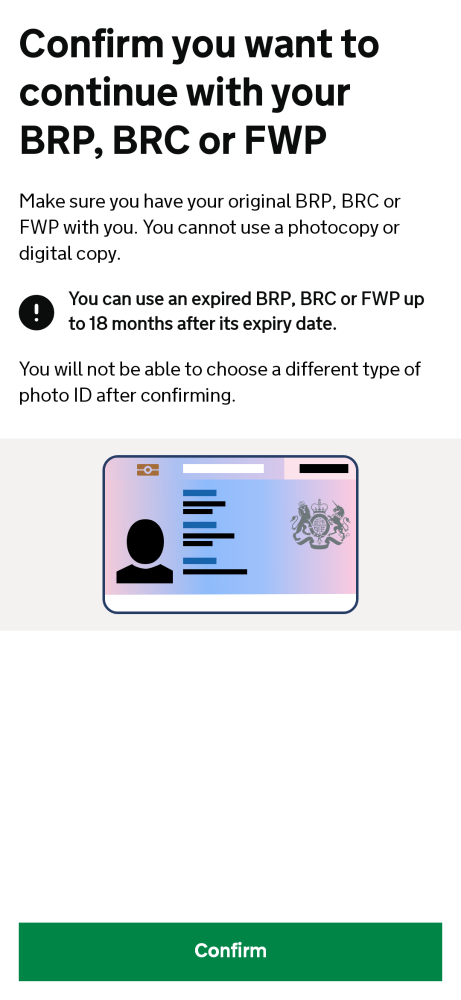 Confirm you want to
continue with your
BRP, BRC or FWP
Make sure you have your original BRP, BRC or
FWP with you. You cannot use a photocopy or
digital copy.
You can use an expired BRP, BRC or FWP up
to 18 months after its expiry date.
You will not be able to choose a different type of
photo ID after confirming.
Confirm